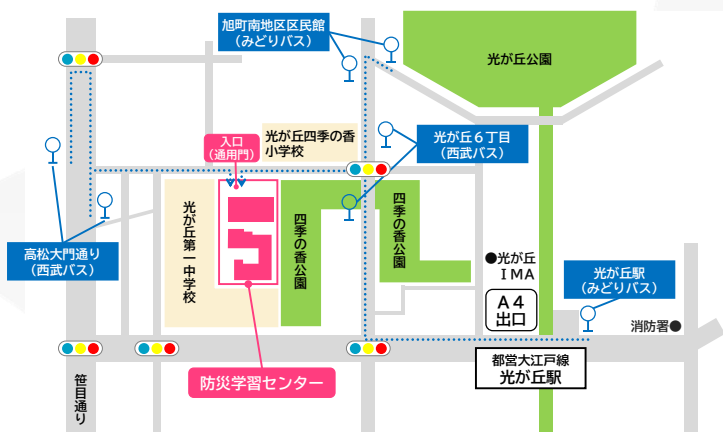 旭町南地区区民館
（みどりバス）
光が丘公園
入口
（通用門）
光が丘四季の香
小学校
光が丘６丁目
（西武バス）
高松大門通り
（西武バス）
光が丘第一中学校
四季の香公園
四季の香公園
●光が丘
ＩＭＡ
Ａ４
出口
光が丘駅
（みどりバス）
消防署●
防災学習センター
都営大江戸線
光が丘駅
笹目通り